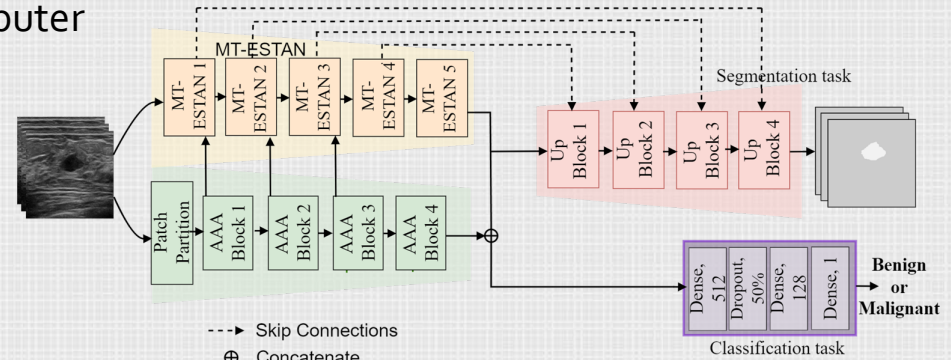 outer
MT-ESTAN
MT-
ESTAN 1
MT-
ESTAN 2
MT-
ESTAN 3
MT-
ESTAN 4
MT-
ESTAN 5
Segmentation task
Up
Block 1
Up
Block 2
Up
Block 3
Up
Block 4
Patch
Partition
AAA
Block 1
AAA
Block 2
AAA
Block 3
AAA
Block 4
Dense,
512
Dropout,
50%
Dense,
128
Dense, 1
Benign
or
Malignant
Classification task
Skip Connections
Concatenate